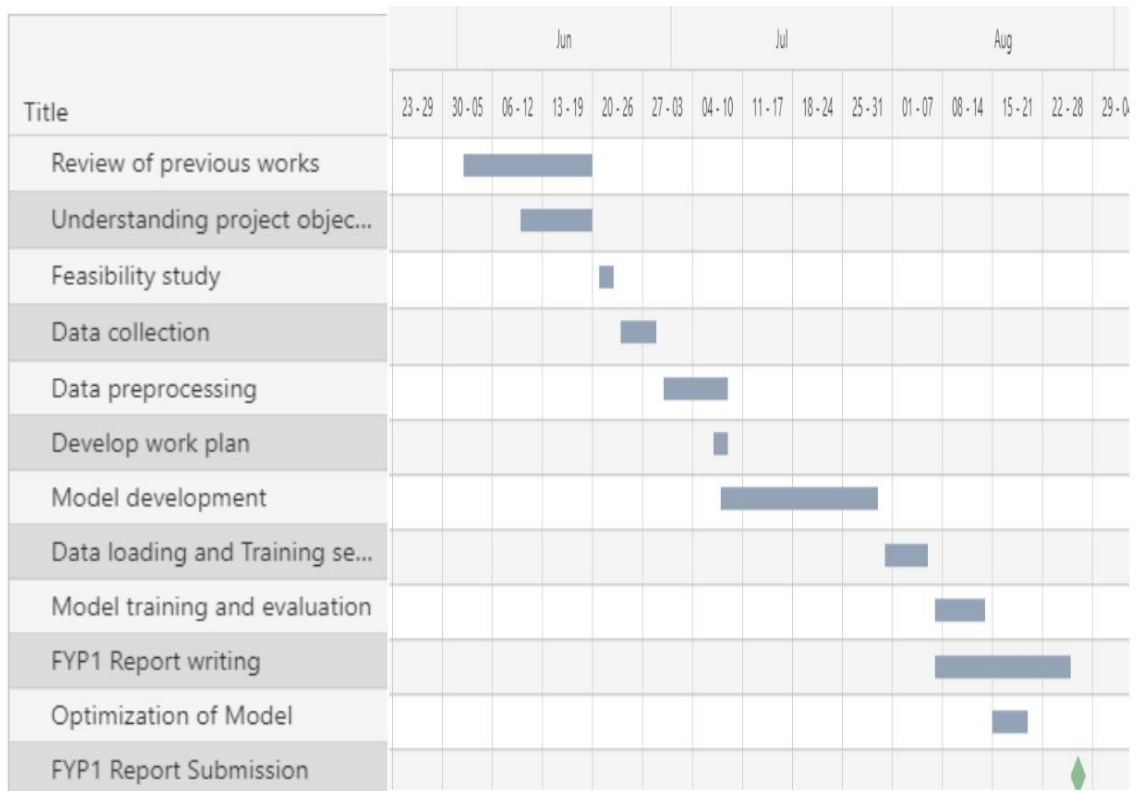 Jun Jul Aug
Title 23 - 29 30 - 05 06 - 12 13 - 19 20 - 26 27 - 03 04 - 10 11 - 17 18 - 24 25 - 31 01 - 07 08 - 14 15 - 21 22 - 28 29 - 0
Review of previous works
Understanding project objec...
Feasibility study
Data collection
Data preprocessing
Develop work plan
Model development
Data loading and Training se...
Model training and evaluation
FYP1 Report writing
Optimization of Model
FYP1 Report Submission